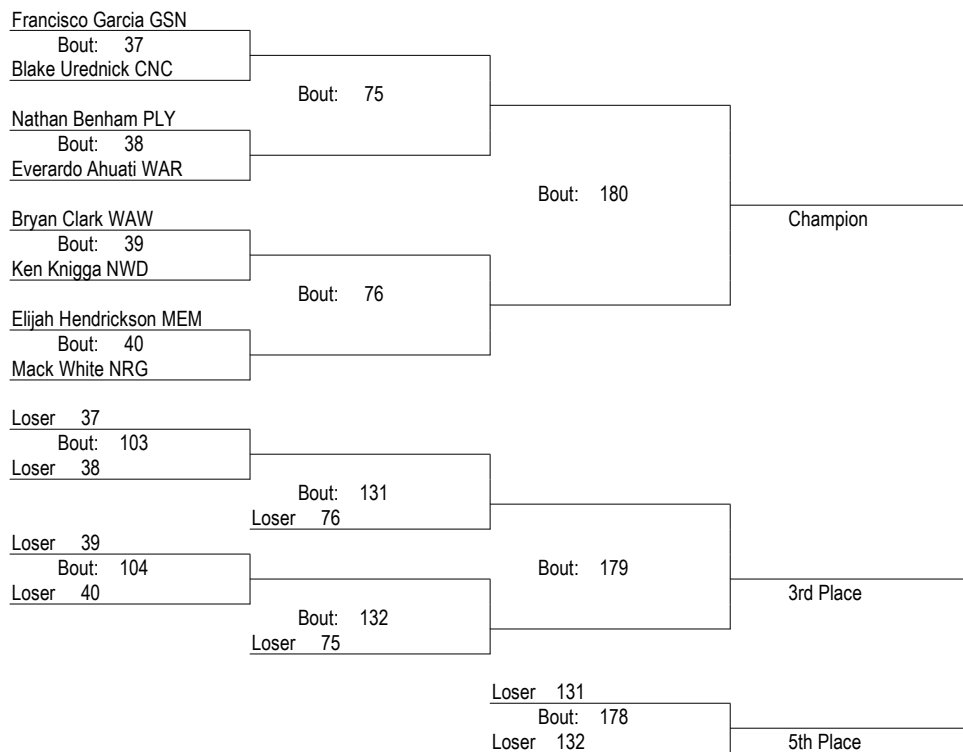 Francisco Garcia GSN
Bout: 37
Blake Urednick CNC
Bout: 75
Nathan Benham PLY
Bout: 38
Everardo Ahuati WAR
Bout: 180
Bryan Clark WAW
Champion
Bout: 39
Ken Knigga NWD
Bout: 76
Elijah Hendrickson MEM
Bout: 40
Mack White NRG
Loser 37
Bout: 103
Loser 38
Bout: 131
Loser 76
Loser 39
Bout: 104
Bout: 179
Loser 40
3rd Place
Bout: 132
Loser 75
Loser 131
Bout: 178
Loser 132
5th Place